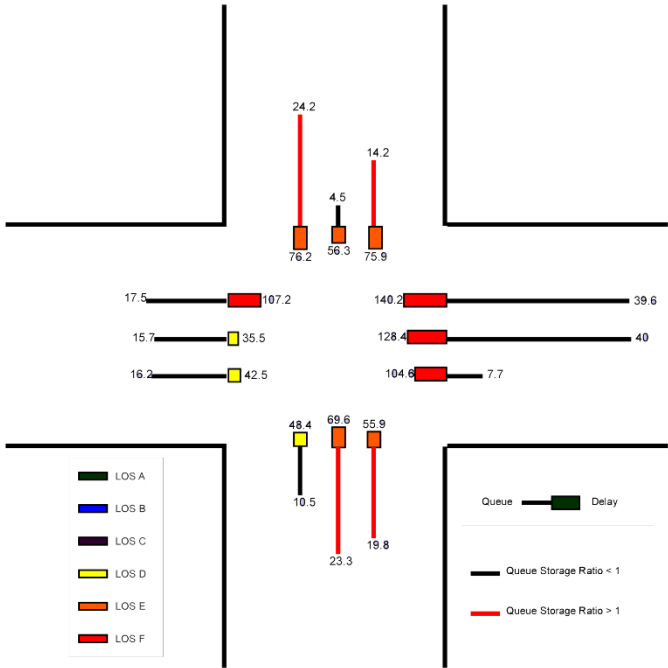 24.2
14.2
4.5
76.2 56.3 75.9
17.5 107.2 140.2 39.6
15.7 35.5 128.4 40
16.2 42.5 104.6 7.7
48.4 69.6 55.9
10.5
19.8
23.3
LOS A
LOS B
LOS C
LOS D
LOS E
LOS F
Queue Delay
Queue Storage Ratio < 1
Queue Storage Ratio > 1